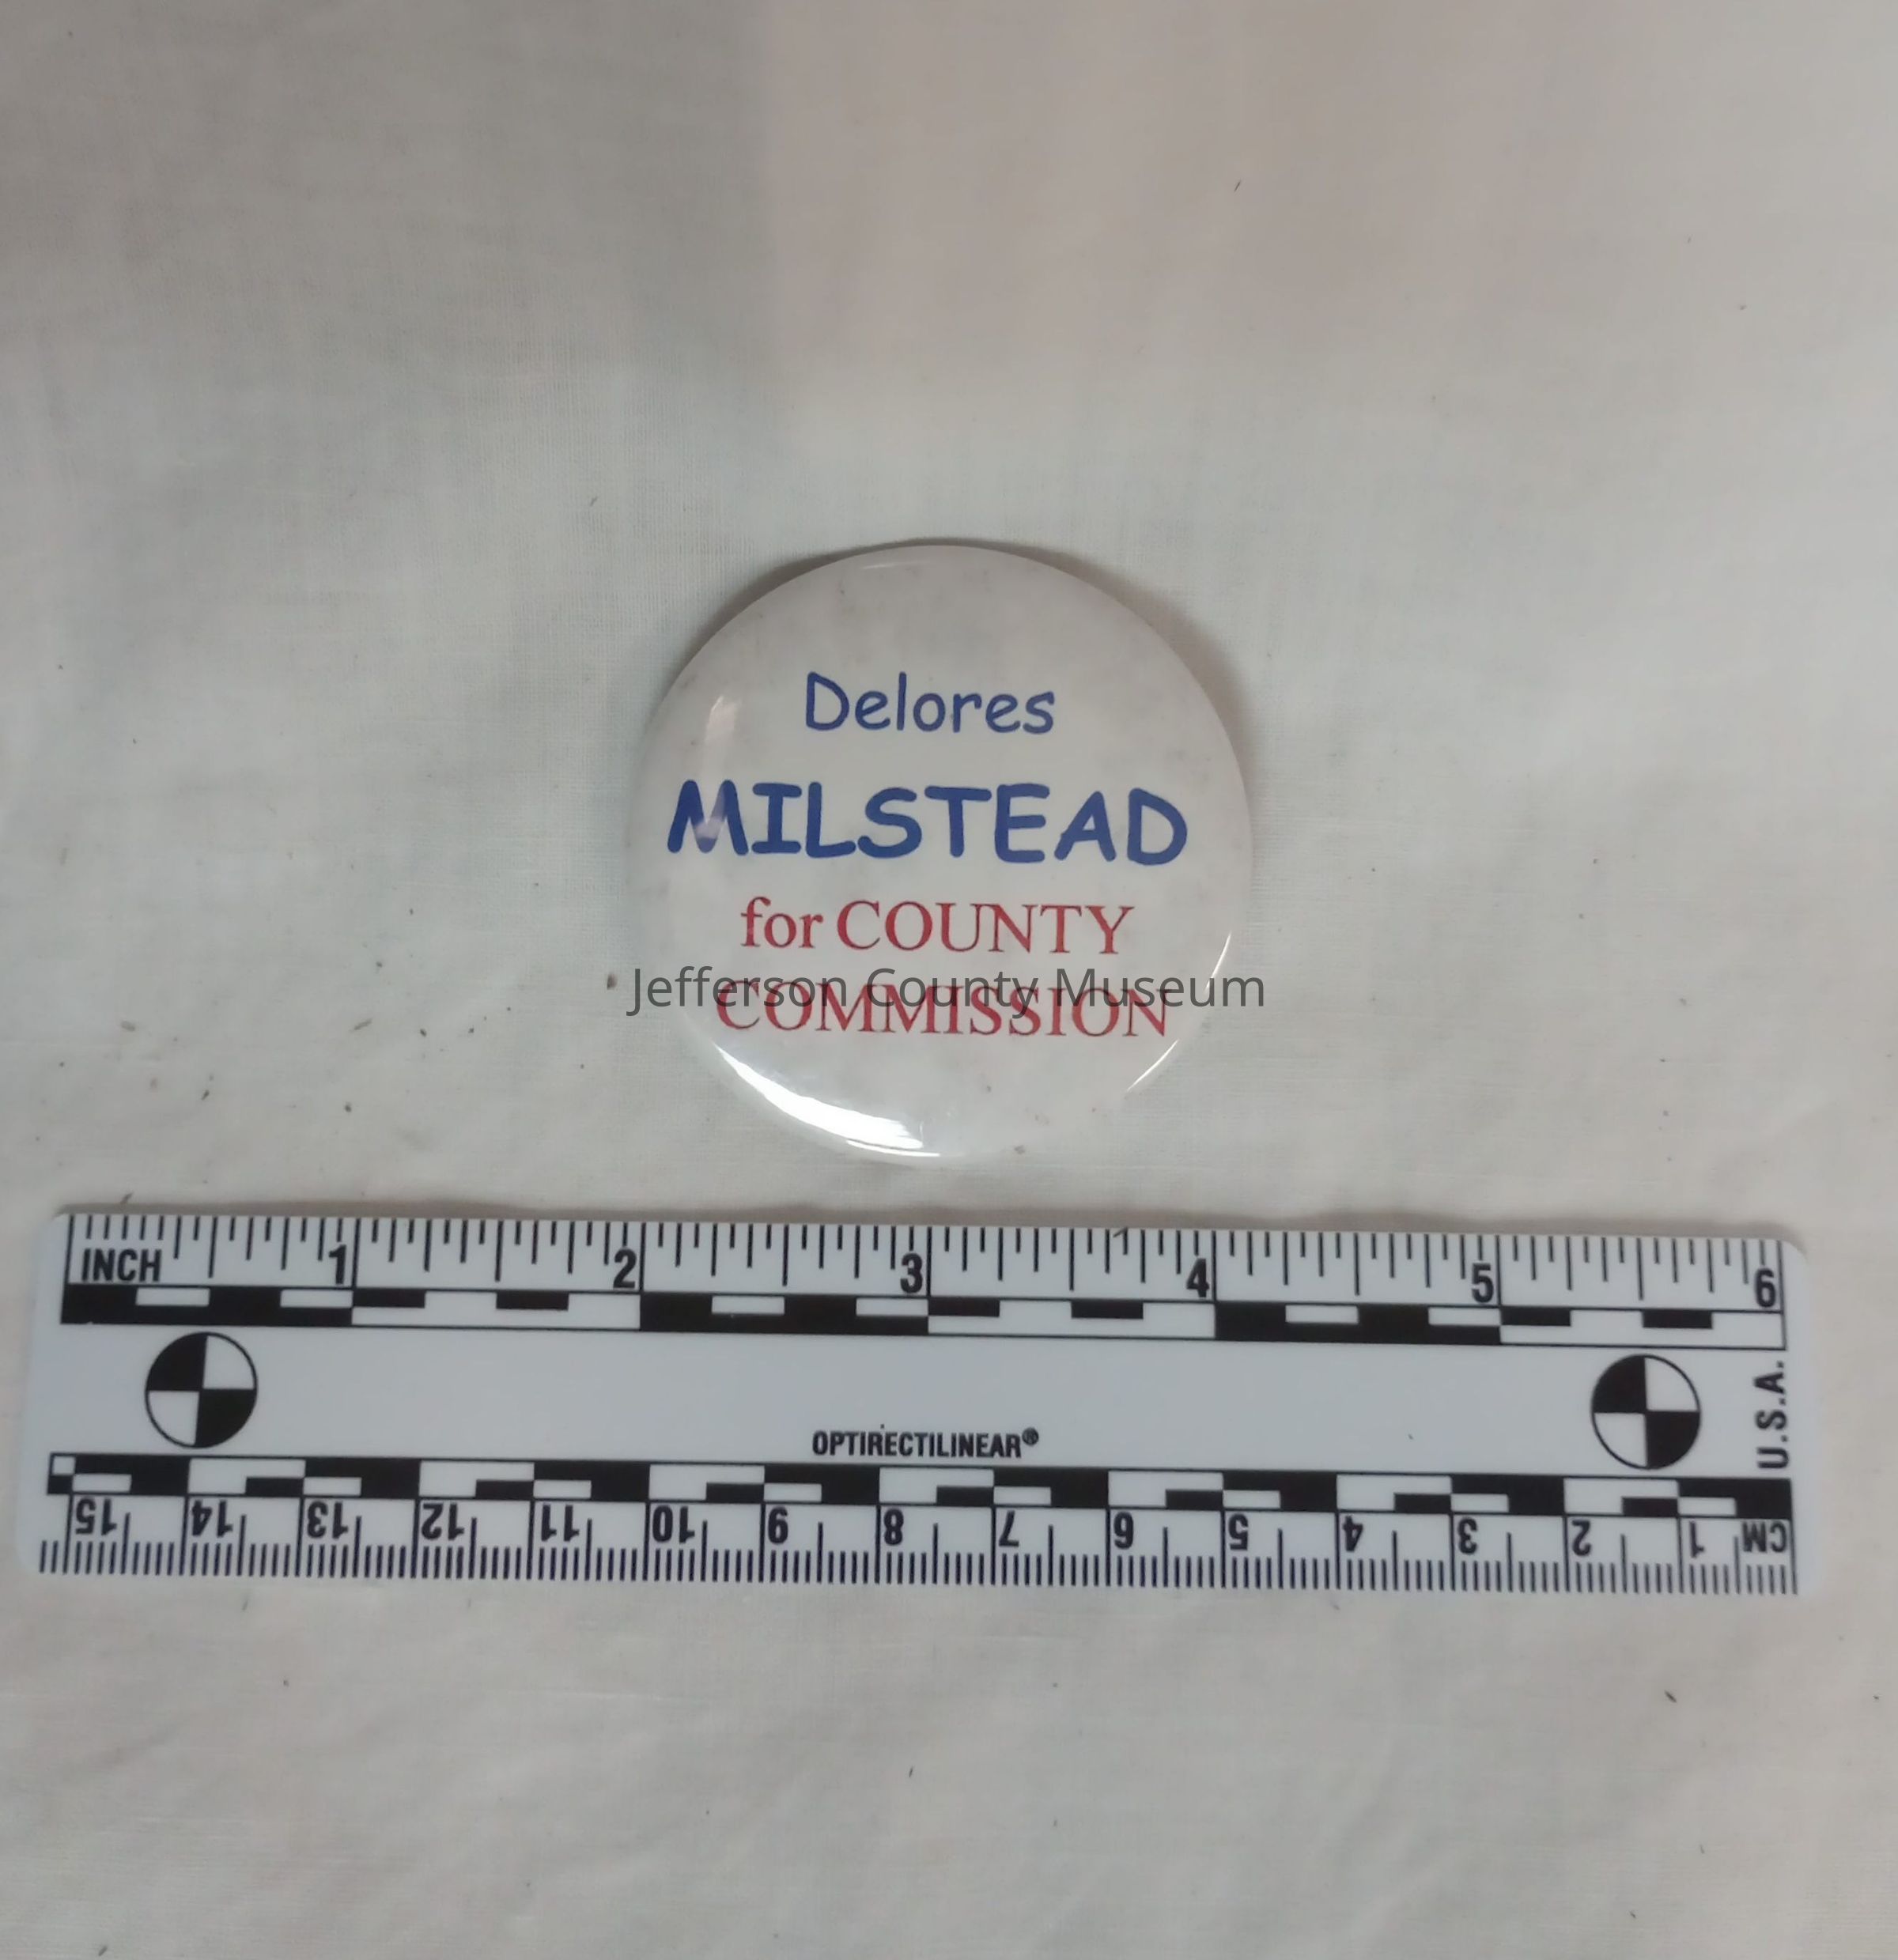 Delores
MILSTEAD
for COUNTY
COMMISSION
Jefferson County Museum
INCH 1 2 3 4 5 6
U.S.A.
OPTIRECTILINEAR®
15 14 13 12 11 10 9 8 7 6 5 4 3 2 1 CM